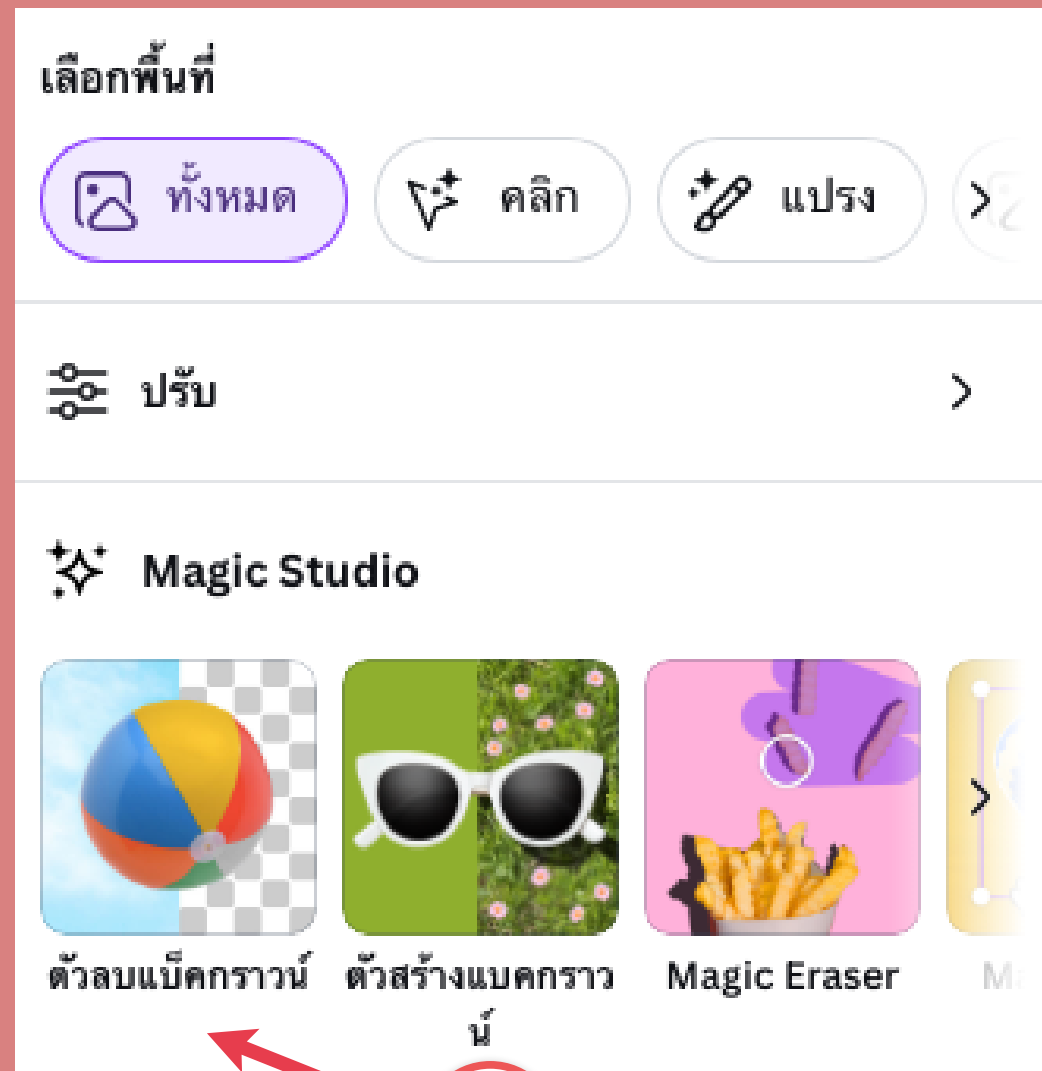 เลือกพื้นที่
ทั้งหมด คลิก แปรง
ปรับ
Magic Studio
ตัวลบแบ็คกราวน์ ตัวสร้างแบคกราว Magic Eraser
น์